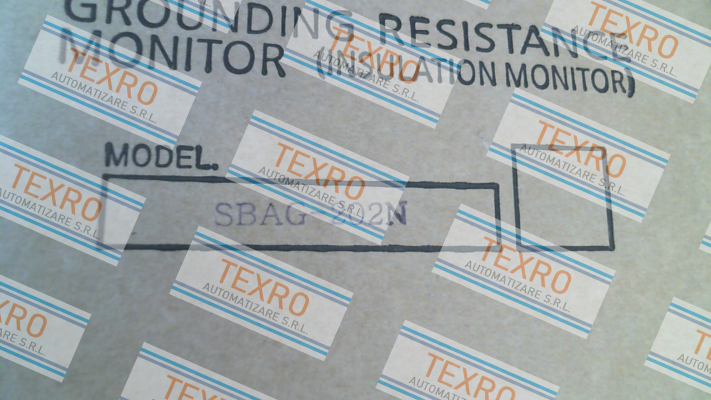 GROUNDING RESISTANCE
MONITOR (INSULATION MONITOR)
MODEL.
SBAG-202N
TEXRO
AUTOMATIZARE S.R.L.